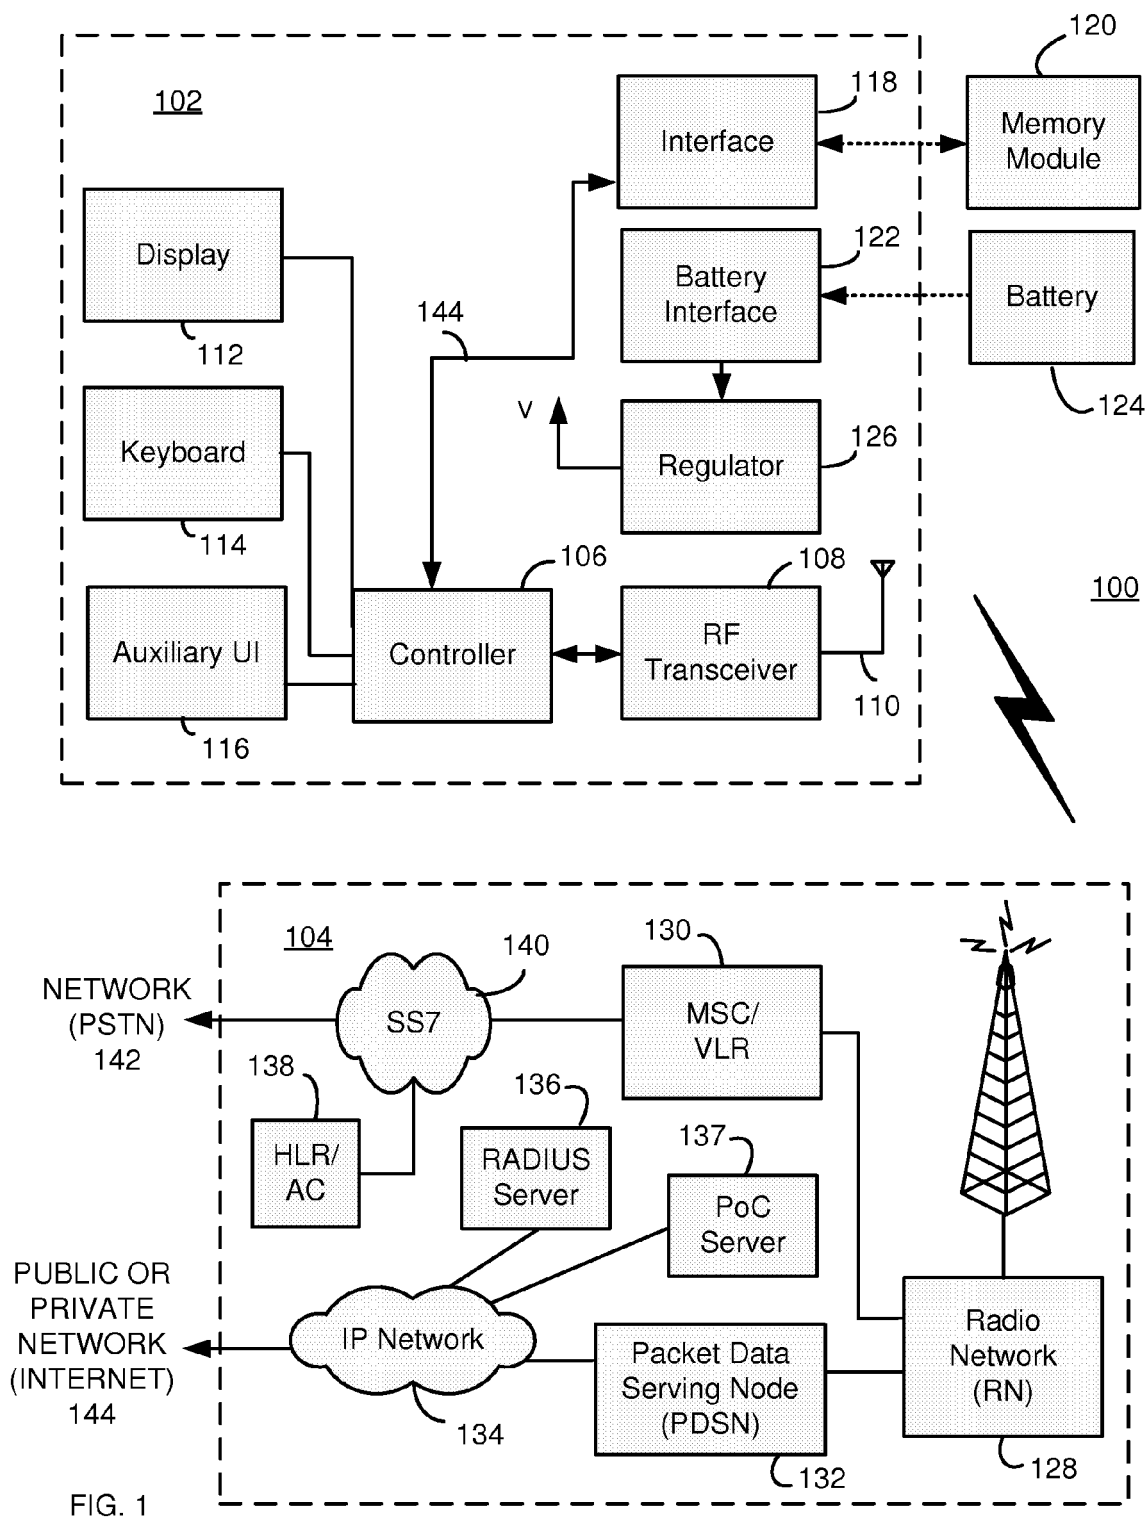 120
102
118
Interface
Memory
Module
Display
122
Battery
Interface
Battery
144
112
124
V
Keyboard
Regulator
126
114
106
108
100
Auxiliary UI
Controller
RF
Transceiver
110
116
104
130
140
NETWORK
(PSTN)
142
SS7
MSC/
VLR
138
136
137
HLR/
AC
RADIUS
Server
PoC
Server
PUBLIC OR
PRIVATE
NETWORK
(INTERNET)
144
IP Network
134
Packet Data
Serving Node
(PDSN)
132
Radio
Network
(RN)
128
FIG. 1